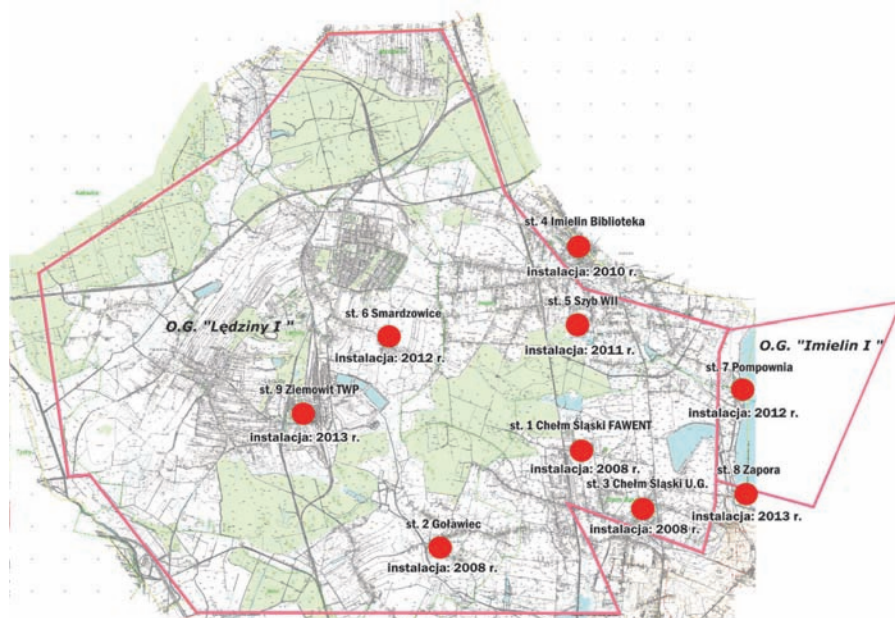 st. 4 Imielin Biblioteka
instalacja: 2010 r.
st. 5 Szyb WII
instalacja: 2011 r.
st. 6 Smardzowice
instalacja: 2012 r.
O.G. "Lędziny I "
O.G. "Imielin I "
st. 7 Pompownia
instalacja: 2012 r.
st. 9 Ziemowit TWP
instalacja: 2013 r.
st. 1 Chełm Śląski FAWENT
instalacja: 2008 r.
st. 3 Chełm Śląski U.G.
instalacja: 2008 r.
st. 8 Zapora
instalacja: 2013 r.
st. 2 Goławiec
instalacja: 2008 r.